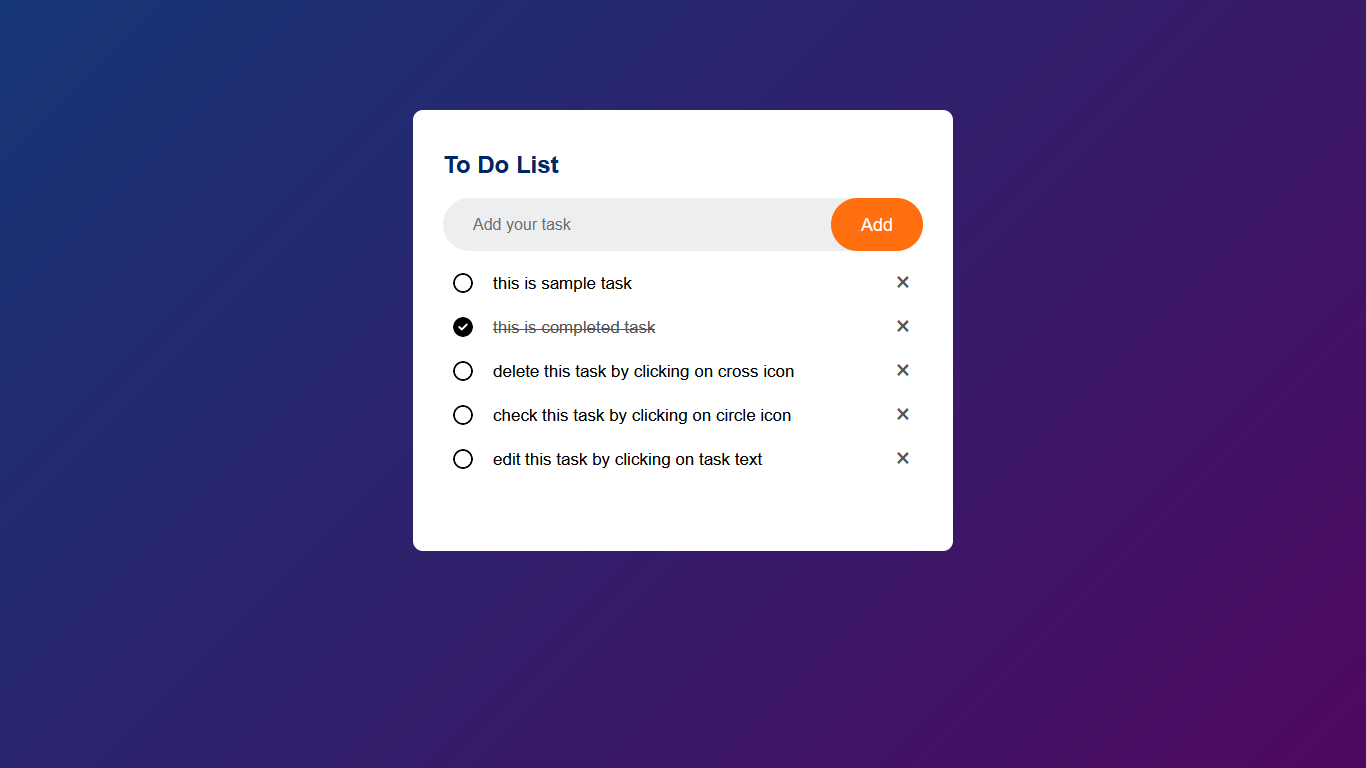 To Do List
Add your task
Add
this is sample task
this is completed task
delete this task by clicking on cross icon
check this task by clicking on circle icon
edit this task by clicking on task text